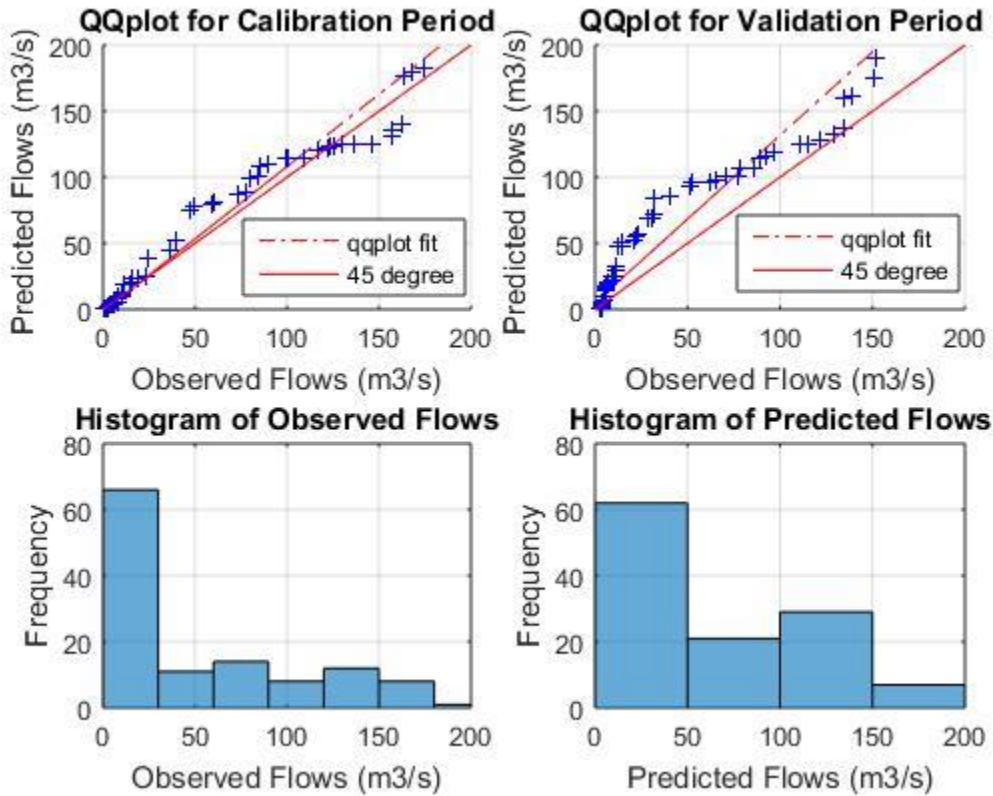 QQplot for Calibration Period
Predicted Flows (m3/s)
200
150
100
50
0
qqplot fit
45 degree
0 50 100 150 200
Observed Flows (m3/s)
QQplot for Validation Period
Predicted Flows (m3/s)
200
150
100
50
0
qqplot fit
45 degree
0 50 100 150 200
Observed Flows (m3/s)
Histogram of Observed Flows
Frequency
80
60
40
20
0
0 50 100 150 200
Observed Flows (m3/s)
Histogram of Predicted Flows
Frequency
80
60
40
20
0
0 50 100 150 200
Predicted Flows (m3/s)